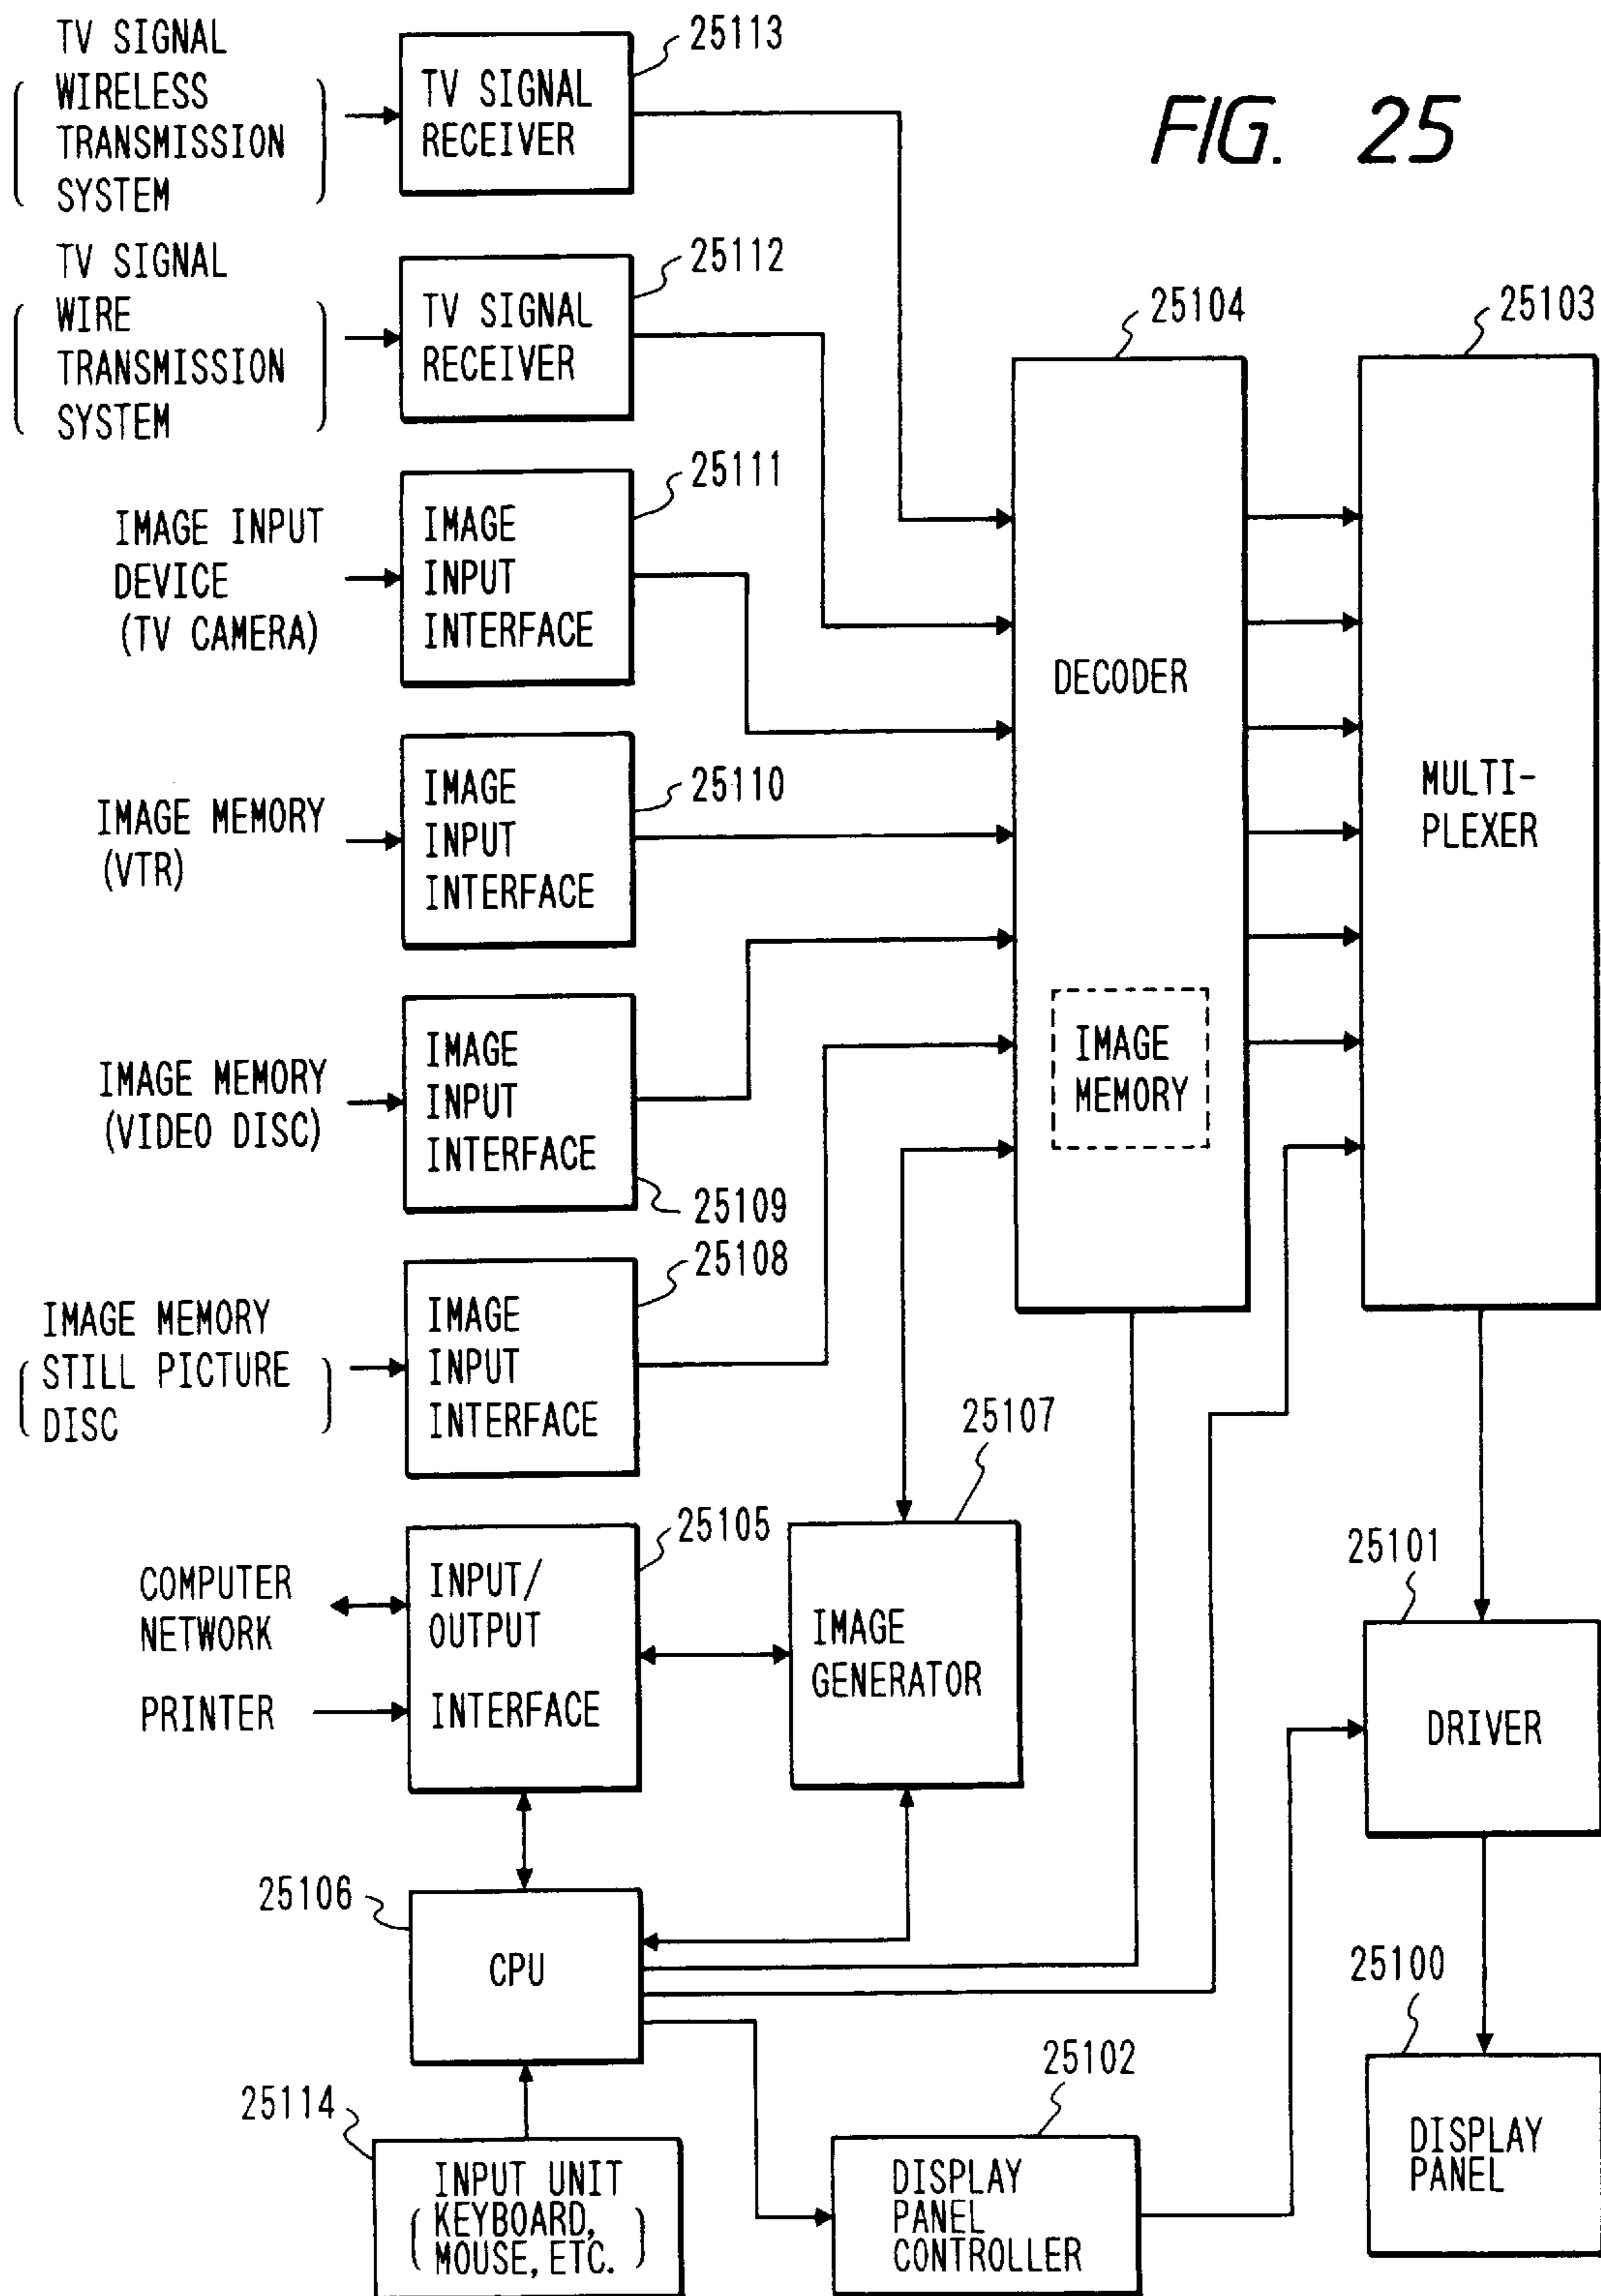 FIG. 25
TV SIGNAL
WIRELESS
TRANSMISSION
SYSTEM
TV SIGNAL
RECEIVER
25113
TV SIGNAL
WIRE
TRANSMISSION
SYSTEM
TV SIGNAL
RECEIVER
25112
IMAGE INPUT
DEVICE
(TV CAMERA)
IMAGE
INPUT
INTERFACE
25111
IMAGE MEMORY
(VTR)
IMAGE
INPUT
INTERFACE
25110
IMAGE MEMORY
(VIDEO DISC)
IMAGE
INPUT
INTERFACE
25109
IMAGE MEMORY
STILL PICTURE
DISC
IMAGE
INPUT
INTERFACE
25108
25104
DECODER
IMAGE
MEMORY
25103
MULTI-
PLEXER
COMPUTER
NETWORK
PRINTER
INPUT/
OUTPUT
INTERFACE
25105
25107
IMAGE
GENERATOR
25101
DRIVER
25106
CPU
25100
DISPLAY
PANEL
25114
INPUT UNIT
KEYBOARD,
MOUSE, ETC.
25102
DISPLAY
PANEL
CONTROLLER